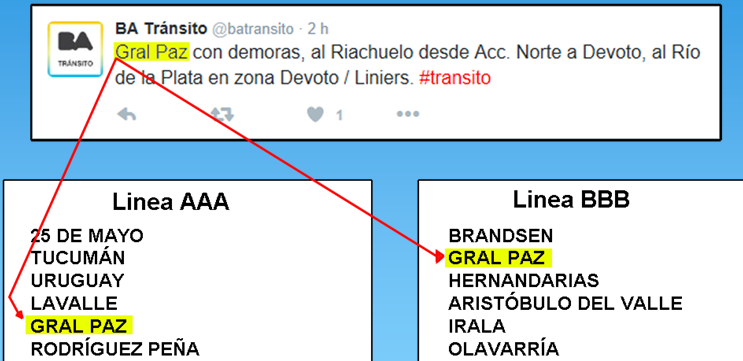 BA
TRÁNSITO
BA Tránsito @batransito · 2 h
Gral Paz con demoras, al Riachuelo desde Acc. Norte a Devoto, al Río
de la Plata en zona Devoto / Liniers. #transito
1
Linea AAA
25 DE MAYO
TUCUMÁN
URUGUAY
LAVALLE
GRAL PAZ
RODRÍGUEZ PEÑA
Linea BBB
BRANDSEN
GRAL PAZ
HERNANDARIAS
ARISTÓBULO DEL VALLE
IRALA
OLAVARRÍA